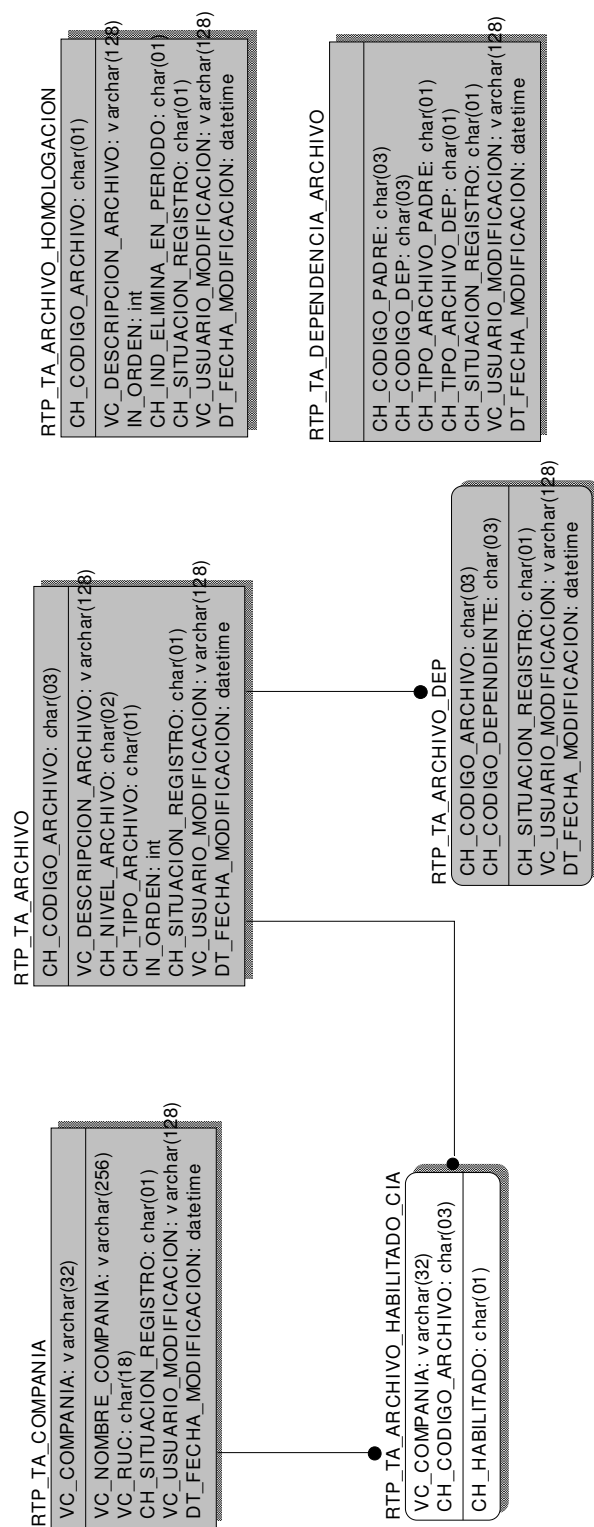 RTP_TA_COMPANIA
VC_COMPANIA: varchar(32)
VC_NOMBRE_COMPANIA: varchar(256)
VC_RUC: char(18)
CH_SITUACION_REGISTRO: char(01)
VC_USUARIO_MODIFICACION: varchar(128)
DT_FECHA_MODIFICACION: datetime
RTP_TA_ARCHIVO
CH_CODIGO_ARCHIVO: char(03)
VC_DESCRIPCION_ARCHIVO: varchar(128)
CH_NIVEL_ARCHIVO: char(02)
CH_TIPO_ARCHIVO: char(01)
IN_ORDEN: int
CH_SITUACION_REGISTRO: char(01)
VC_USUARIO_MODIFICACION: varchar(128)
DT_FECHA_MODIFICACION: datetime
RTP_TA_ARCHIVO_HOMOLOGACION
CH_CODIGO_ARCHIVO: char(01)
VC_DESCRIPCION_ARCHIVO: varchar(128)
IN_ORDEN: int
CH_IND_ELIMINA_EN_PERIODO: char(01)
CH_SITUACION_REGISTRO: char(01)
VC_USUARIO_MODIFICACION: varchar(128)
DT_FECHA_MODIFICACION: datetime
RTP_TA_ARCHIVO_HABILITADO_CIA
VC_COMPANIA: varchar(32)
CH_CODIGO_ARCHIVO: char(03)
CH_HABILITADO: char(01)
RTP_TA_ARCHIVO_DEP
CH_CODIGO_ARCHIVO: char(03)
CH_CODIGO_DEPENDIENTE: char(03)
CH_SITUACION_REGISTRO: char(01)
VC_USUARIO_MODIFICACION: varchar(128)
DT_FECHA_MODIFICACION: datetime
RTP_TA_DEPENDENCIA_ARCHIVO
CH_CODIGO_PADRE: char(03)
CH_CODIGO_DEP: char(03)
CH_TIPO_ARCHIVO_PADRE: char(01)
CH_TIPO_ARCHIVO_DEP: char(01)
CH_SITUACION_REGISTRO: char(01)
VC_USUARIO_MODIFICACION: varchar(128)
DT_FECHA_MODIFICACION: datetime